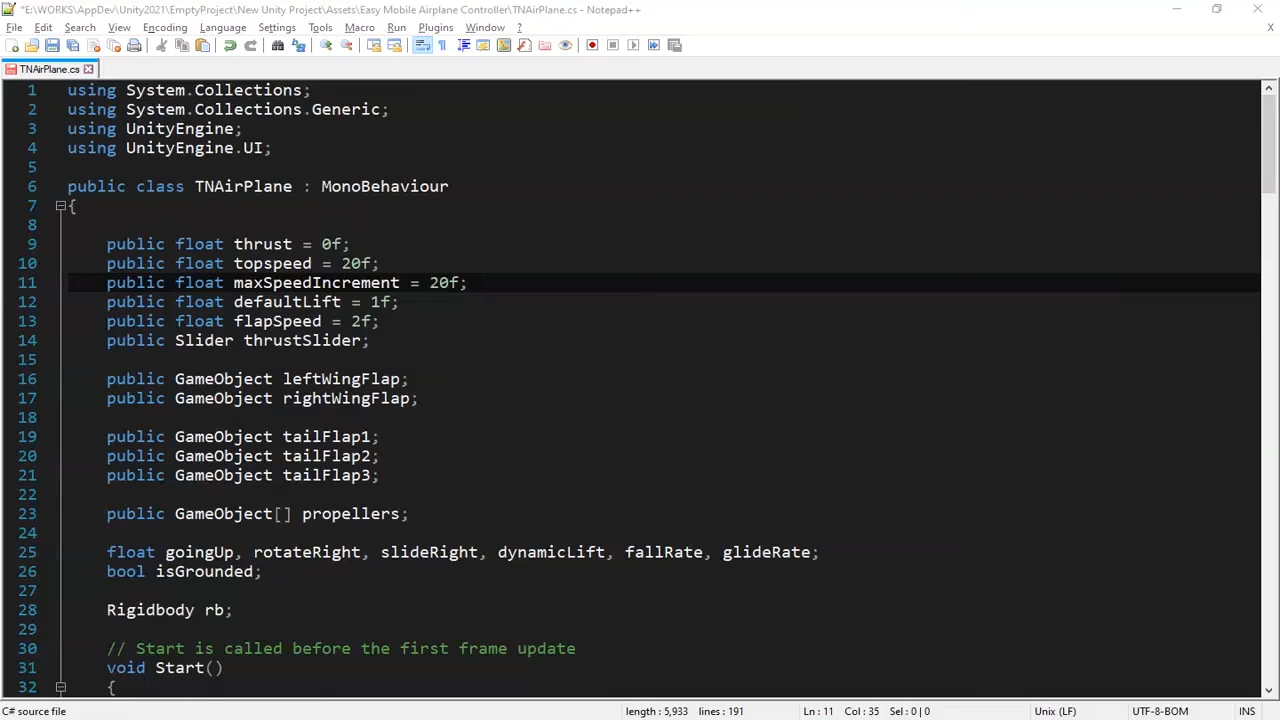 *E:\WORKS\AppDev\Unity2021\EmptyProject\New Unity Project\Assets\Easy Mobile Airplane Controller\TNAirPlane.cs - Notepad++
File Edit Search View Encoding Language Settings Tools Macro Run Plugins Window ? X
TNAirPlane.cs
1 using System.Collections;
2 using System.Collections.Generic;
3 using UnityEngine;
4 using UnityEngine.UI;
5
6 public class TNAirPlane : MonoBehaviour
7 {
8
9 public float thrust = 0f;
10 public float topspeed = 20f;
11 public float maxSpeedIncrement = 20f;
12 public float defaultLift = 1f;
13 public float flapSpeed = 2f;
14 public Slider thrustSlider;
15
16 public GameObject leftWingFlap;
17 public GameObject rightWingFlap;
18
19 public GameObject tailFlap1;
20 public GameObject tailFlap2;
21 public GameObject tailFlap3;
22
23 public GameObject[] propellers;
24
25 float goingUp, rotateRight, slideRight, dynamicLift, fallRate, glideRate;
26 bool isGrounded;
27
28 Rigidbody rb;
29
30 // Start is called before the first frame update
31 void Start()
32 {
C# source file length : 5,933 lines : 191 Ln : 11 Col : 35 Sel : 0 | 0 Unix (LF) UTF-8-BOM INS